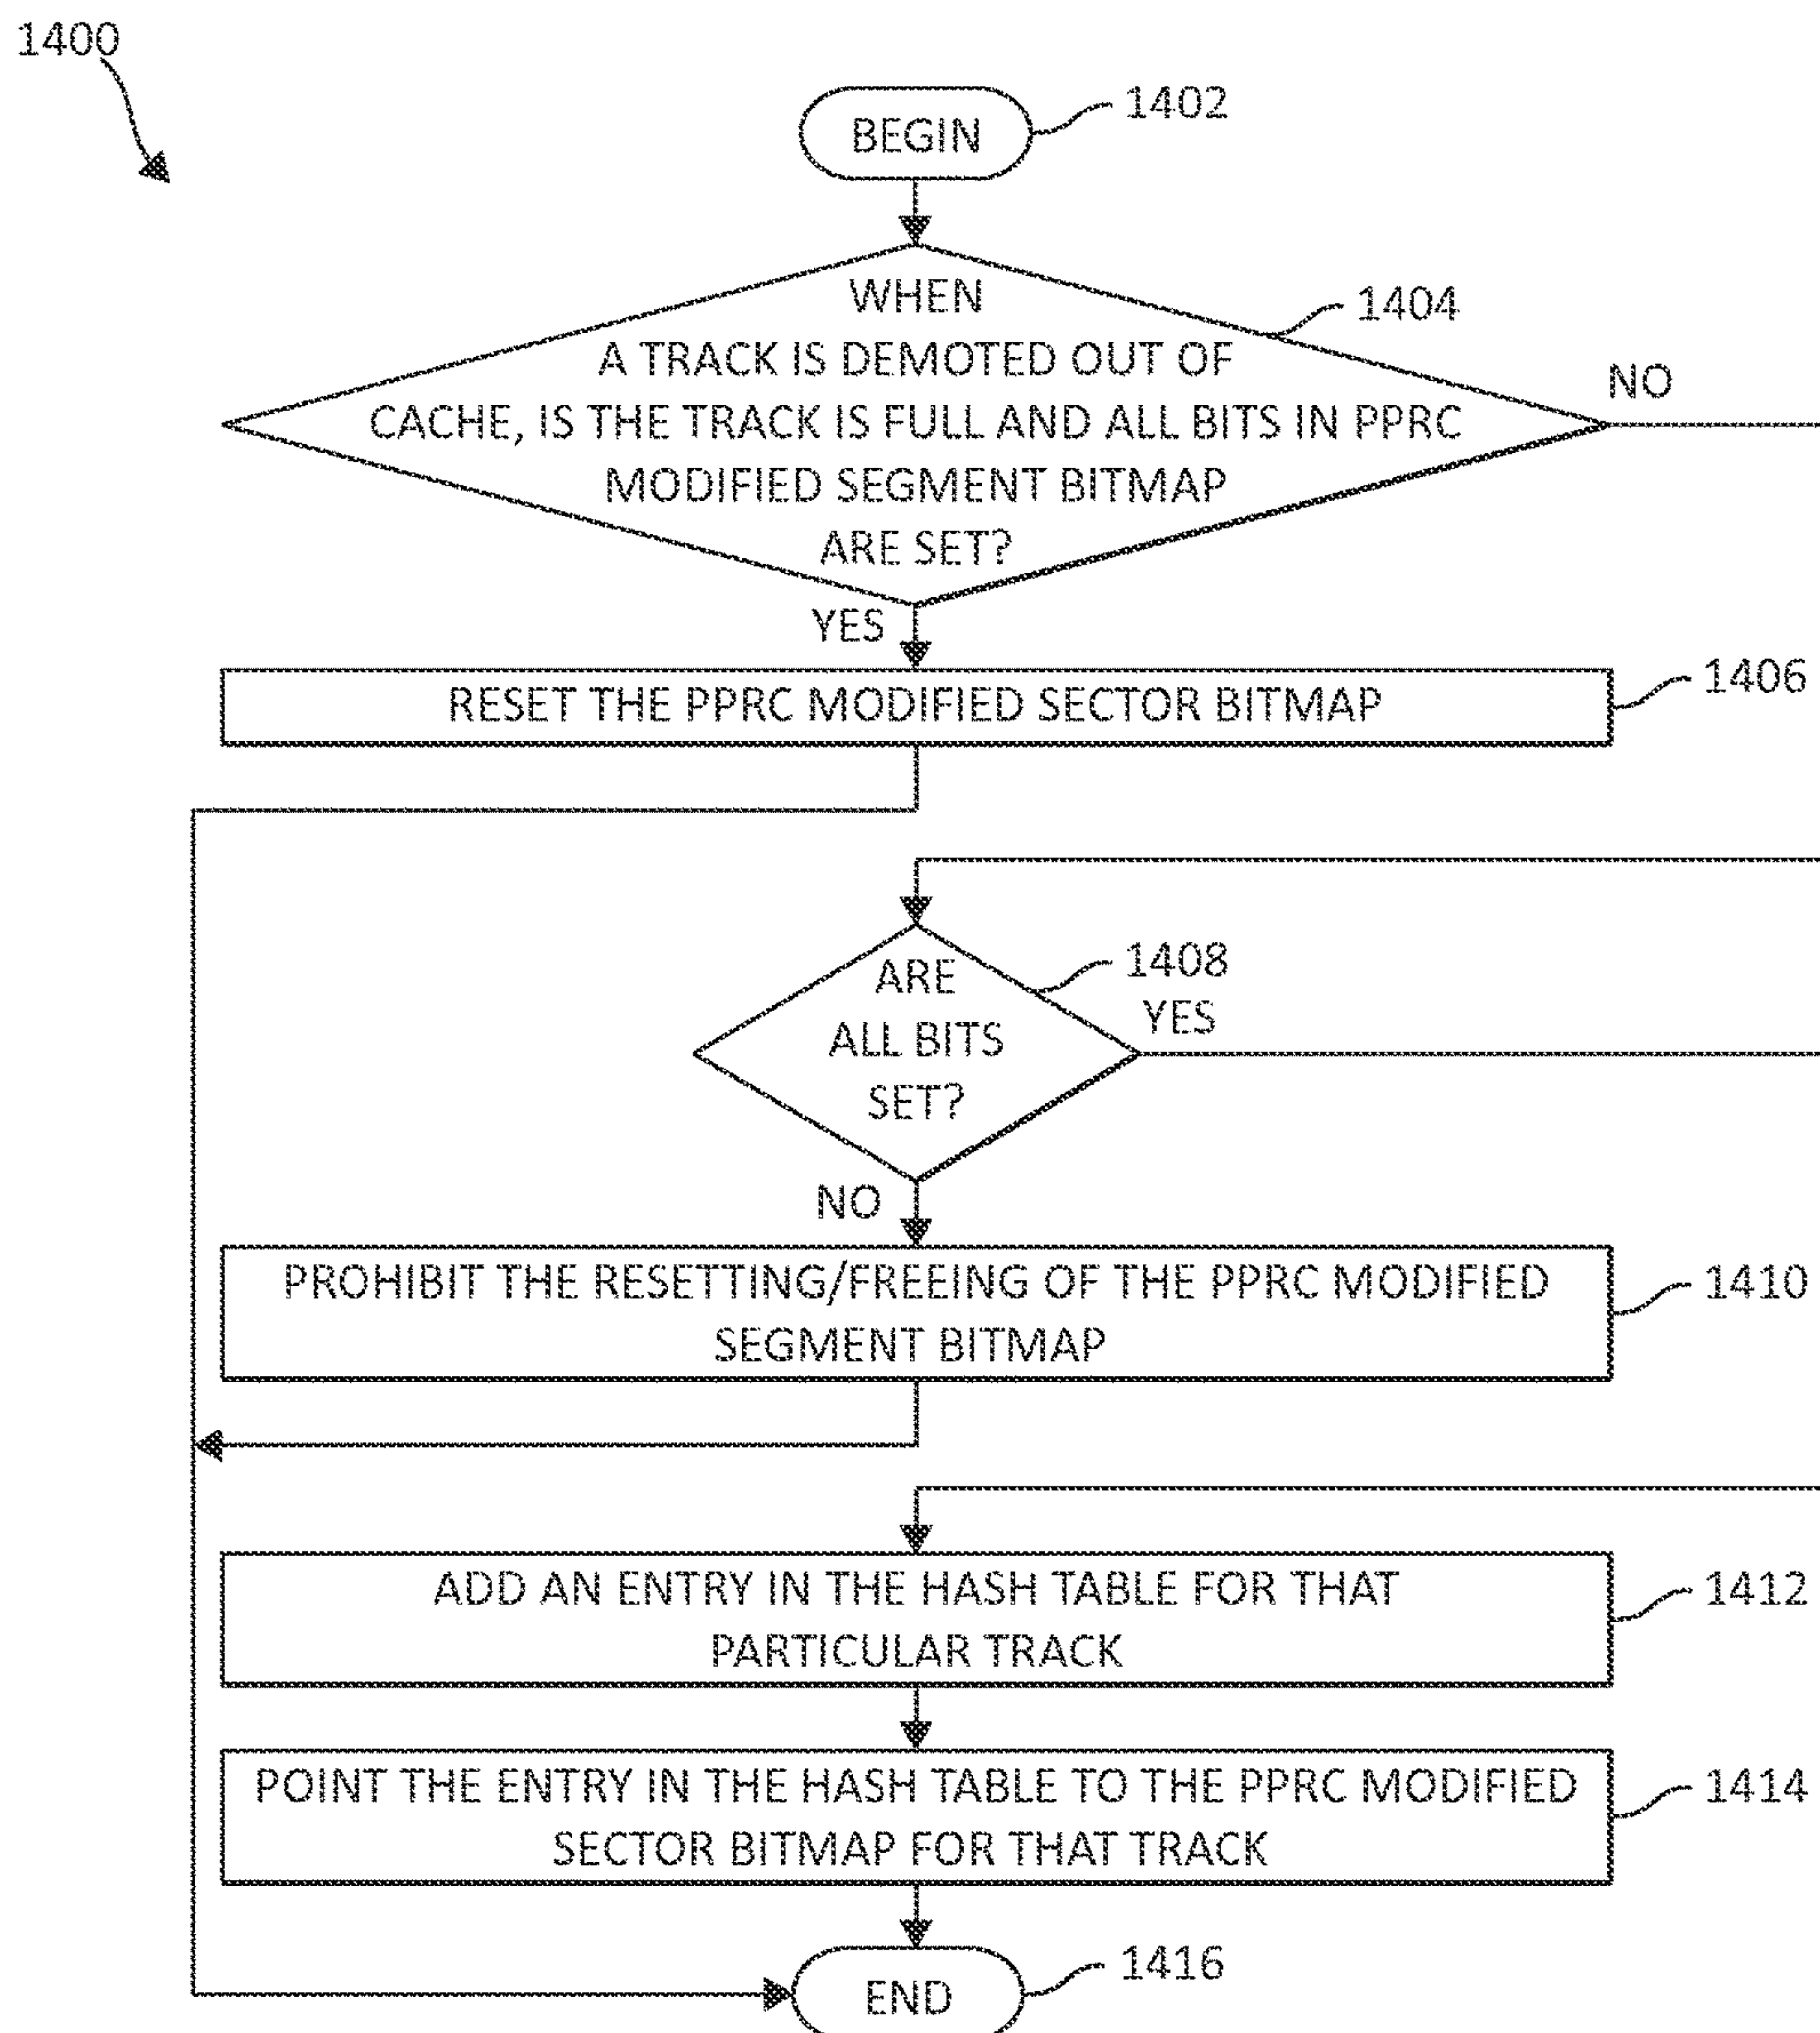 1400
BEGIN
1402
WHEN
A TRACK IS DEMOTED OUT OF
CACHE, IS THE TRACK IS FULL AND ALL BITS IN PPRC
MODIFIED SEGMENT BITMAP
ARE SET?
1404
NO
YES
RESET THE PPRC MODIFIED SECTOR BITMAP
1406
ARE
ALL BITS
SET?
1408
YES
NO
PROHIBIT THE RESETTING/FREEING OF THE PPRC MODIFIED
SEGMENT BITMAP
1410
ADD AN ENTRY IN THE HASH TABLE FOR THAT
PARTICULAR TRACK
1412
POINT THE ENTRY IN THE HASH TABLE TO THE PPRC MODIFIED
SECTOR BITMAP FOR THAT TRACK
1414
END
1416